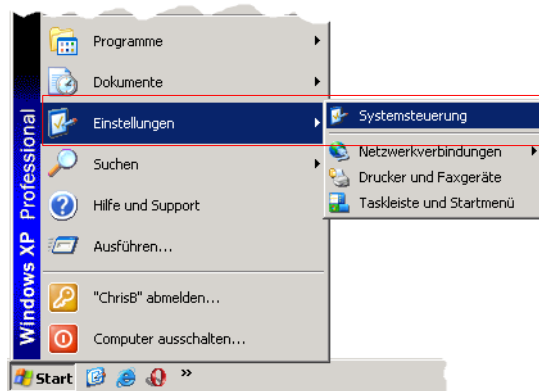 Programme
Dokumente
Einstellungen
Suchen
Hilfe und Support
Ausführen...
"ChrisB" abmelden...
Computer ausschalten...
Systemsteuerung
Netzwerkverbindungen
Drucker und Faxgeräte
Taskleiste und Startmenü
Windows XP Professional
Start
»